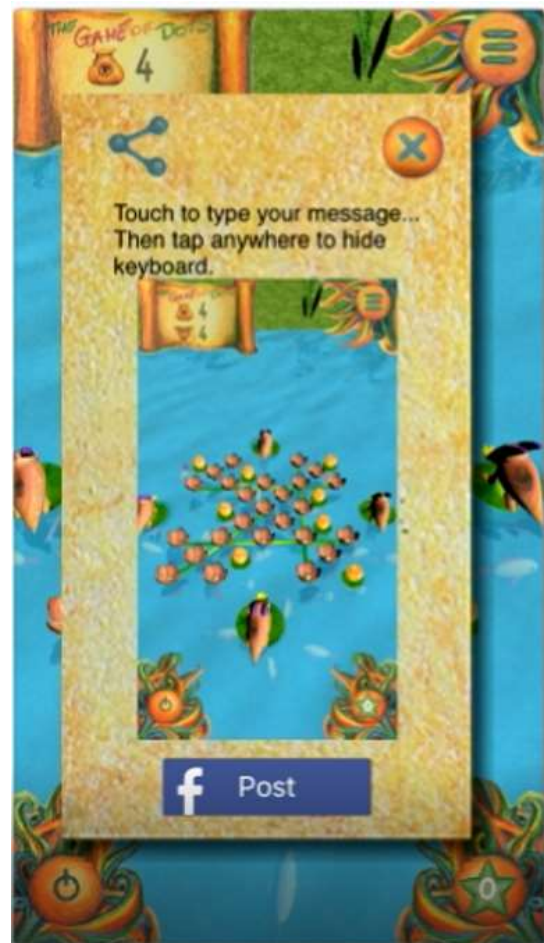 THE GAME OF DOTS
4
Touch to type your message...
Then tap anywhere to hide
keyboard.
4
4
f Post
0